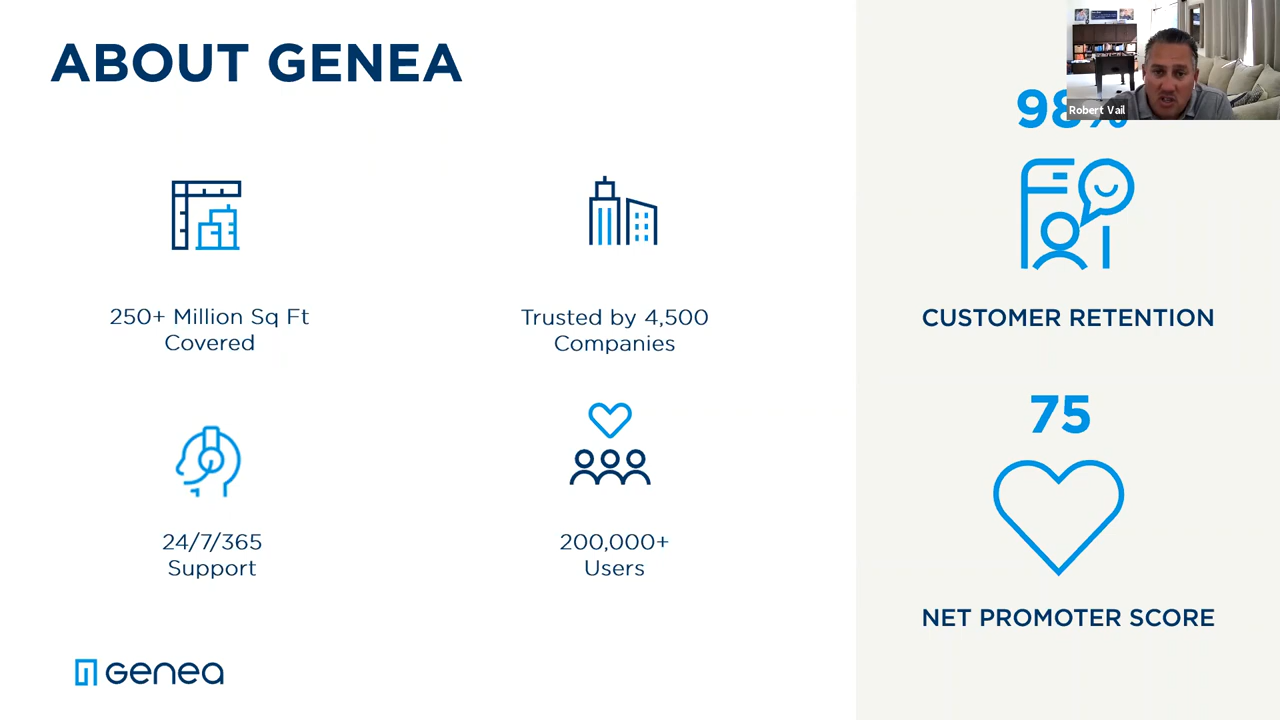 ABOUT GENEA
250+ Million Sq Ft
Covered
Trusted by 4,500
Companies
24/7/365
Support
200,000+
Users
genea
Robert Vail
98%
CUSTOMER RETENTION
75
NET PROMOTER SCORE